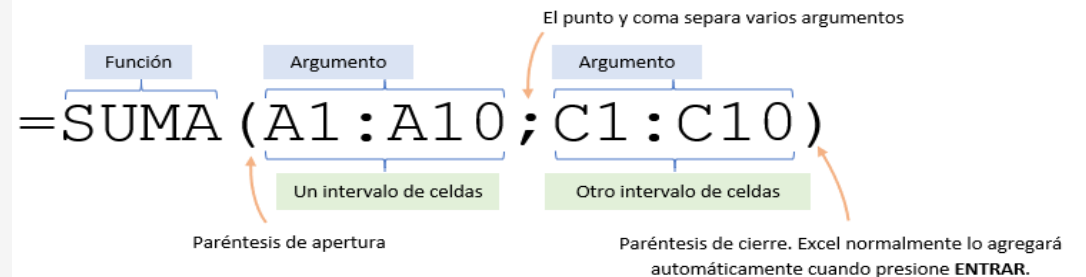 El punto y coma separa varios argumentos
Función
Argumento
Argumento
=SUMA(A1:A10;C1:C10)
Un intervalo de celdas
Otro intervalo de celdas
Paréntesis de apertura
Paréntesis de cierre. Excel normalmente lo agregará
automáticamente cuando presione ENTRAR.